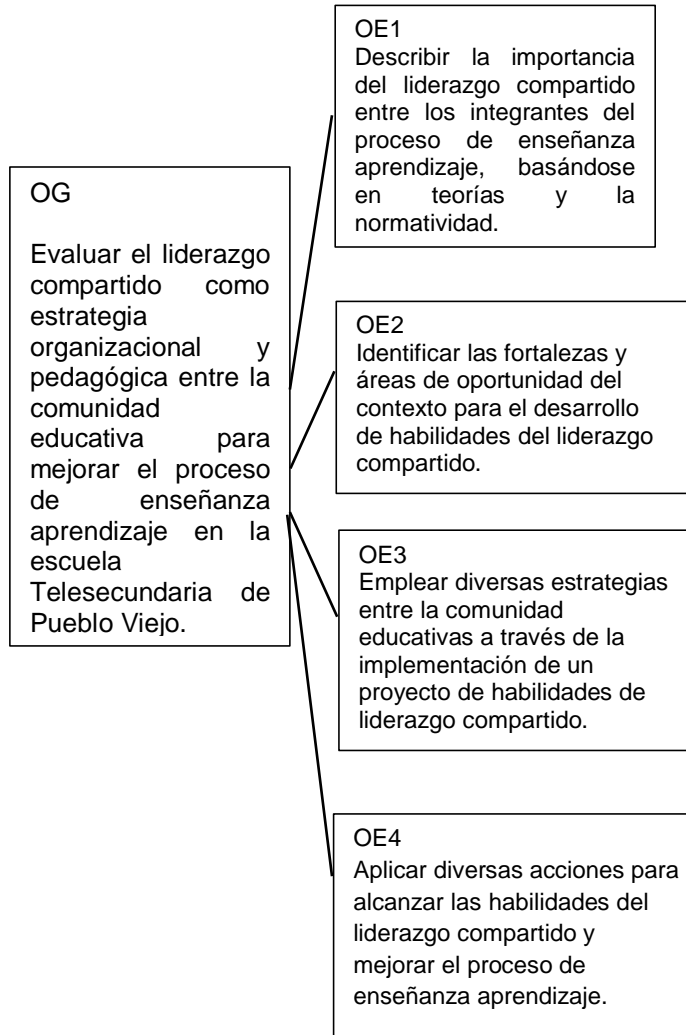 OG
Evaluar el liderazgo
compartido como
estrategia
organizacional y
pedagógica entre la
comunidad
educativa para
mejorar el proceso
de enseñanza
aprendizaje en la
escuela
Telesecundaria de
Pueblo Viejo.
OE1
Describir la importancia
del liderazgo compartido
entre los integrantes del
proceso de enseñanza
aprendizaje, basándose
en teorías y la
normatividad.
OE2
Identificar las fortalezas y
áreas de oportunidad del
contexto para el desarrollo
de habilidades del liderazgo
compartido.
OE3
Emplear diversas estrategias
entre la comunidad
educativas a través de la
implementación de un
proyecto de habilidades de
liderazgo compartido.
OE4
Aplicar diversas acciones para
alcanzar las habilidades del
liderazgo compartido y
mejorar el proceso de
enseñanza aprendizaje.